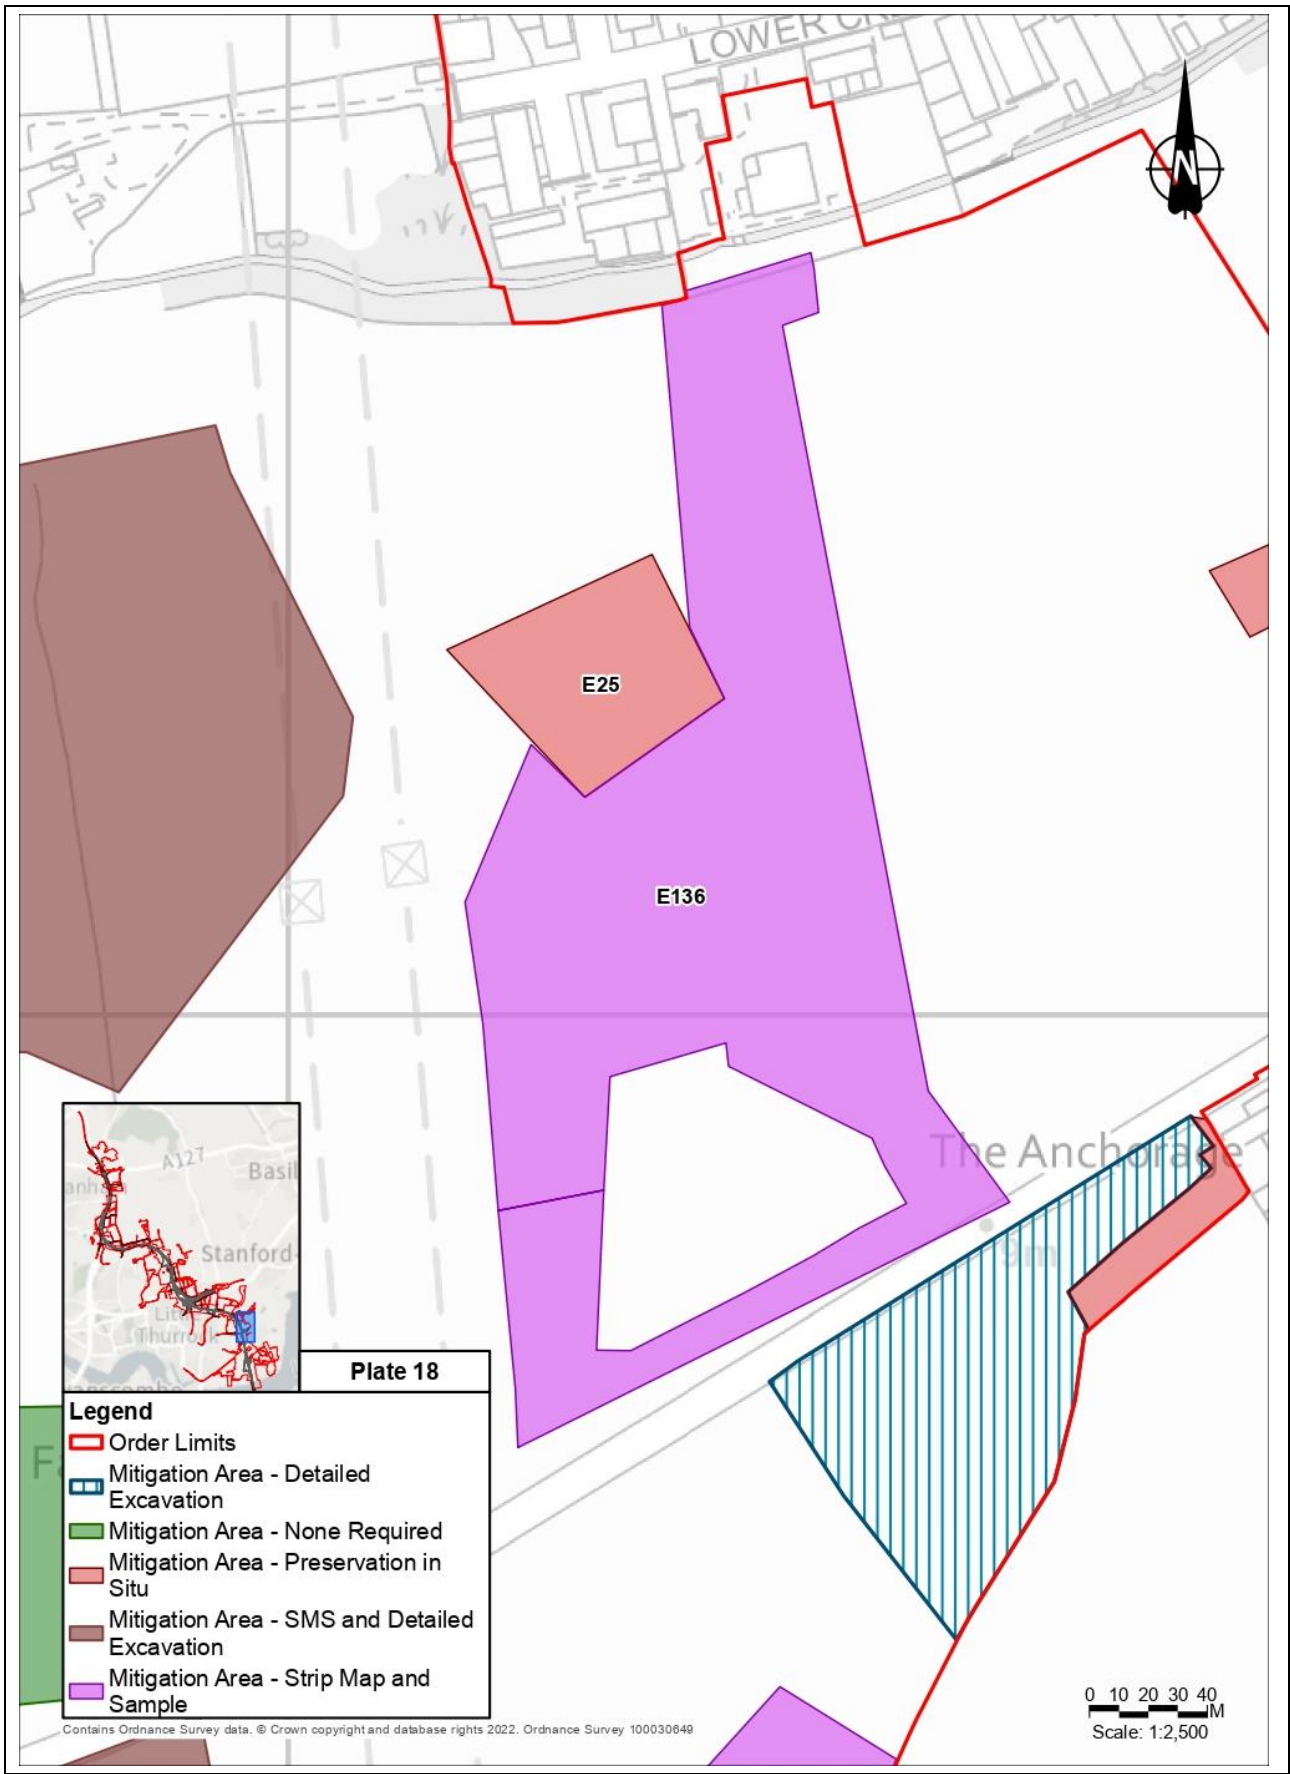 LOWER CR
N
E25
E136
The Anchorage
9m
A127
Basil
Stanford-
Thurrock
Plate 18
Legend
Order Limits
Mitigation Area - Detailed
Excavation
Mitigation Area - None Required
Mitigation Area - Preservation in
Situ
Mitigation Area - SMS and Detailed
Excavation
Mitigation Area - Strip Map and
Sample
0 10 20 30 40
M
Scale: 1:2,500
Contains Ordnance Survey data. © Crown copyright and database rights 2022. Ordnance Survey 100030649